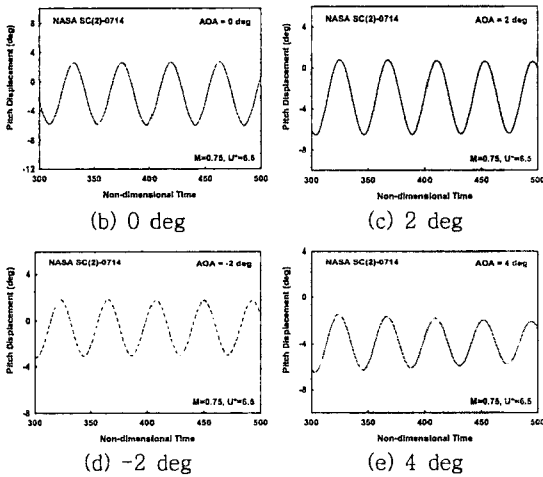 NASA SC(2)-0714 AOA = 0 deg
8
4
0
-4
-8
-12
Pitch Displacement (deg)
M=0.75, U*=6.5
300 350 400 450 500
Non-dimensional Time
(b) 0 deg
NASA SC(2)-0714 AOA = 2 deg
4
0
-4
-8
Pitch Displacement (deg)
M=0.75, U*=6.5
300 350 400 450 500
Non-dimensional Time
(c) 2 deg
NASA SC(2)-0714 AOA = -2 deg
4
0
-4
-8
Pitch Displacement (deg)
M=0.75, U*=6.5
300 350 400 450 500
Non-dimensional Time
(d) -2 deg
NASA SC(2)-0714 AOA = 4 deg
4
0
-4
-8
Pitch Displacement (deg)
M=0.75, U*=6.5
300 350 400 450 500
Non-dimensional Time
(e) 4 deg